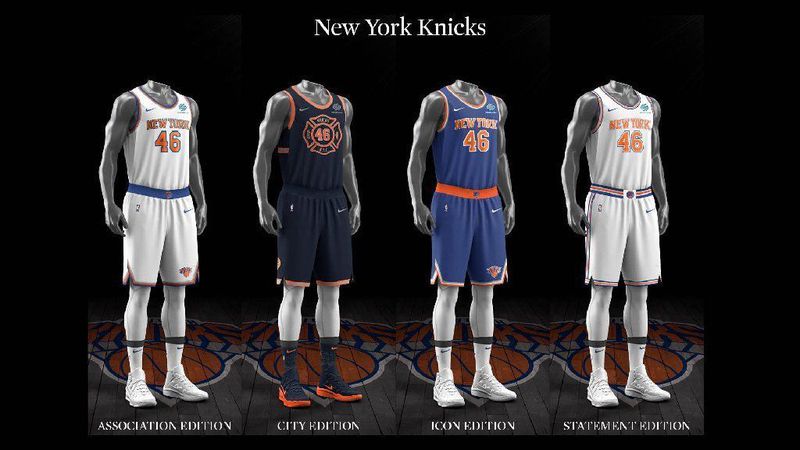 New York Knicks
NEW YORK
46
46
NEW YORK
46
NEW YORK
46
ASSOCIATION EDITION
CITY EDITION
ICON EDITION
STATEMENT EDITION